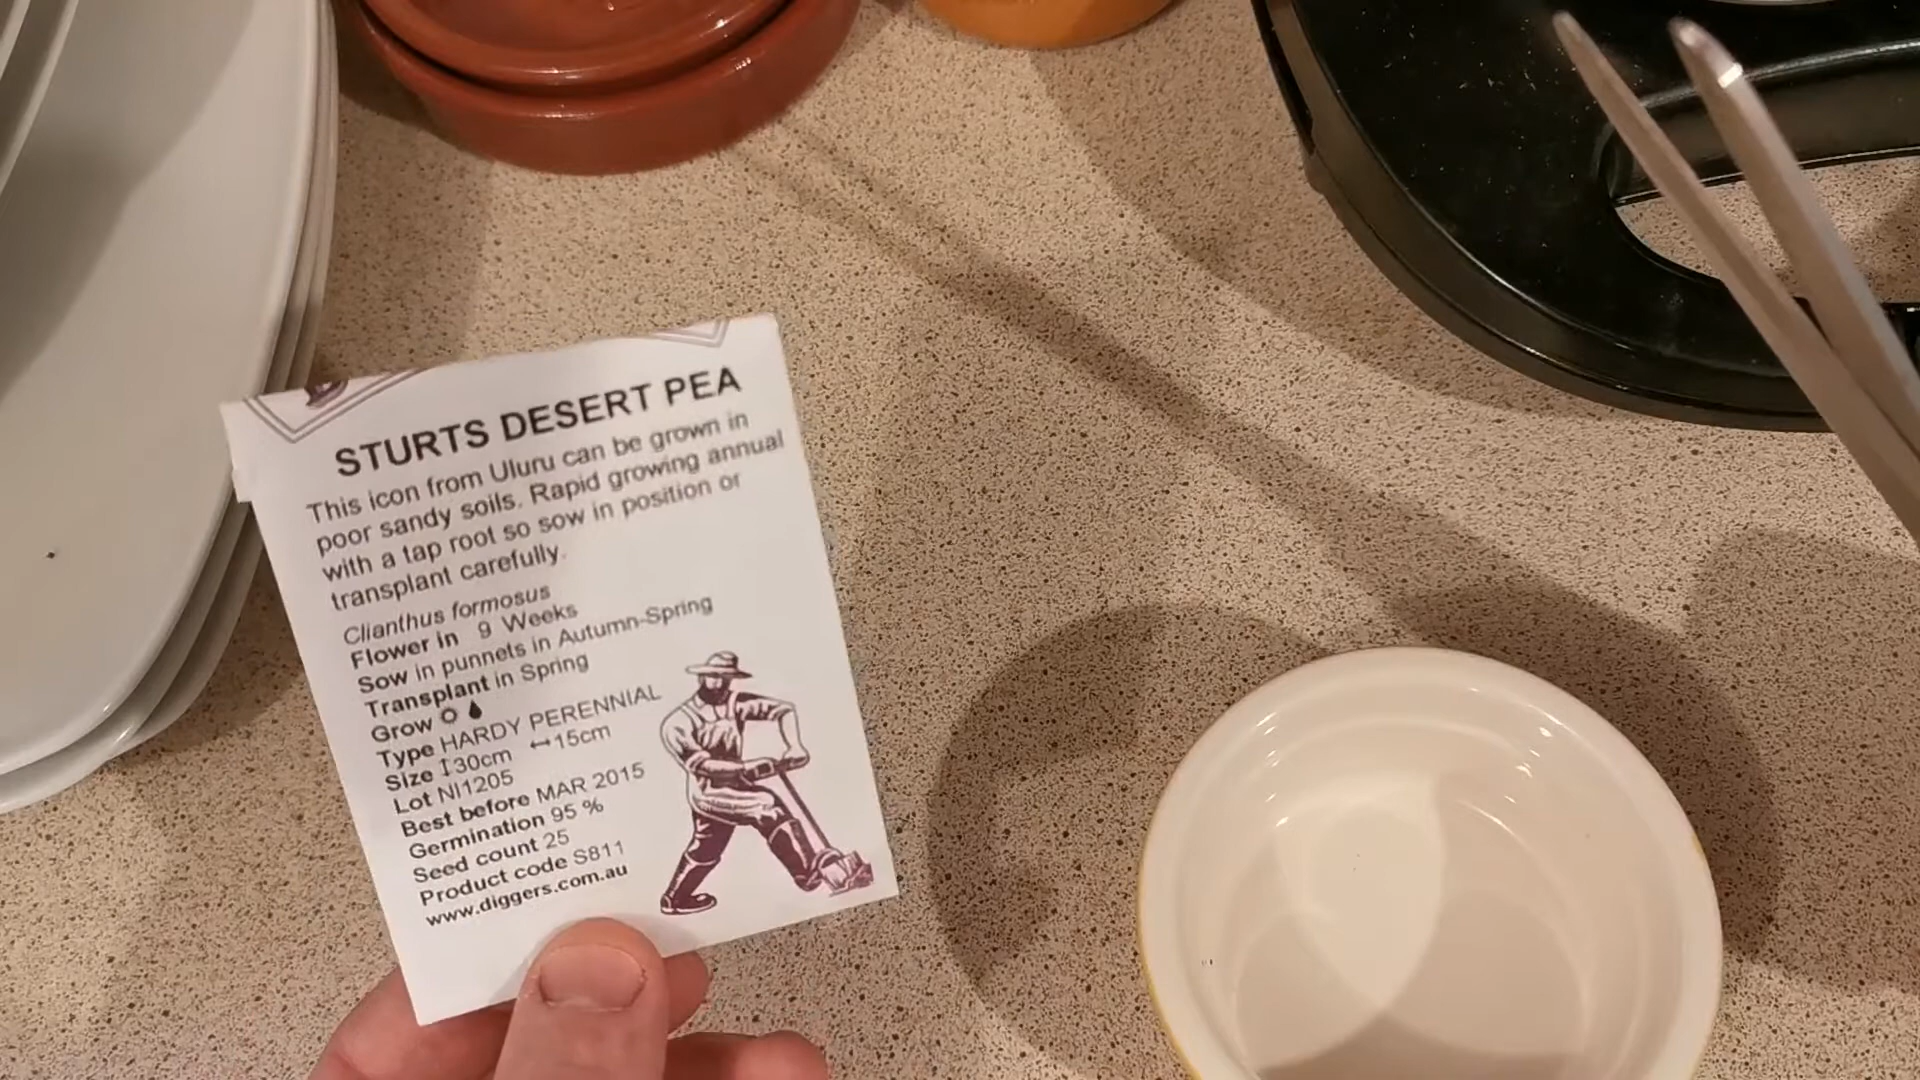 STURTS DESERT PEA
This icon from Uluru can be grown in
poor sandy soils. Rapid growing annual
with a tap root so sow in position or
transplant carefully.
Clianthus formosus
Flower in 9 Weeks
Sow in punnets in Autumn-Spring
Transplant in Spring
Grow
Type HARDY PERENNIAL
Size 30cm 15cm
Lot NI1205
Best before MAR 2015
Germination 95 %
Seed count 25
Product code S811
www.diggers.com.au